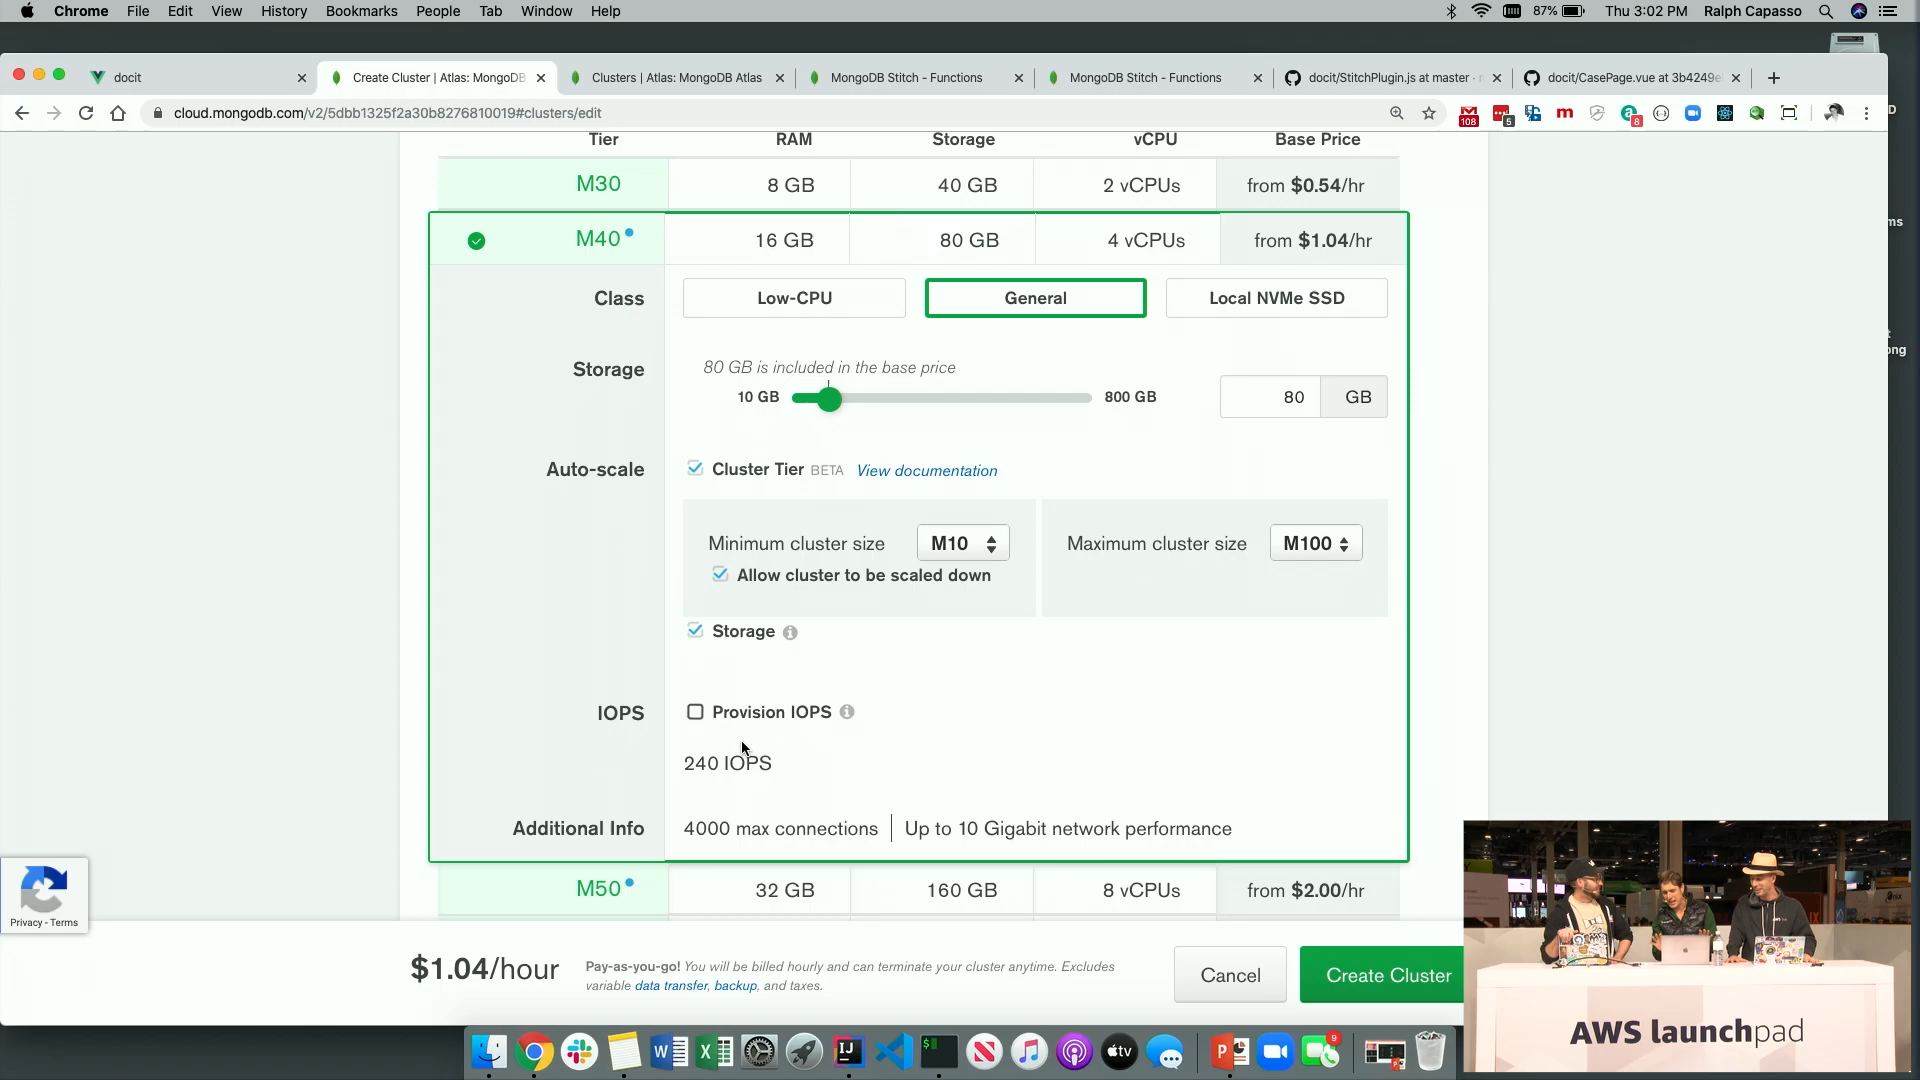 Chrome File Edit View History Bookmarks People Tab Window Help 87% Thu 3:02 PM Ralph Capasso
docit Create Cluster | Atlas: MongoDB Clusters | Atlas: MongoDB Atlas MongoDB Stitch - Functions MongoDB Stitch - Functions docit/StitchPlugin.js at master docit/CasePage.vue at 3b4249e
cloud.mongodb.com/v2/5dbb1325f2a30b8276810019#clusters/edit 108 5 m 8
Tier RAM Storage vCPU Base Price
M30 8 GB 40 GB 2 vCPUs from $0.54/hr
M40 16 GB 80 GB 4 vCPUs from $1.04/hr
Class Low-CPU General Local NVMe SSD
80 GB is included in the base price
Storage 10 GB 800 GB 80 GB
Auto-scale Cluster Tier BETA View documentation
Minimum cluster size M10 Maximum cluster size M100
Allow cluster to be scaled down
Storage
IOPS Provision IOPS
240 IOPS
Additional Info 4000 max connections Up to 10 Gigabit network performance
M50 32 GB 160 GB 8 vCPUs from $2.00/hr
Privacy - Terms
$1.04/hour Pay-as-you-go! You will be billed hourly and can terminate your cluster anytime. Excludes
variable data transfer, backup, and taxes.
Cancel Create Cluster
AWS launchpad